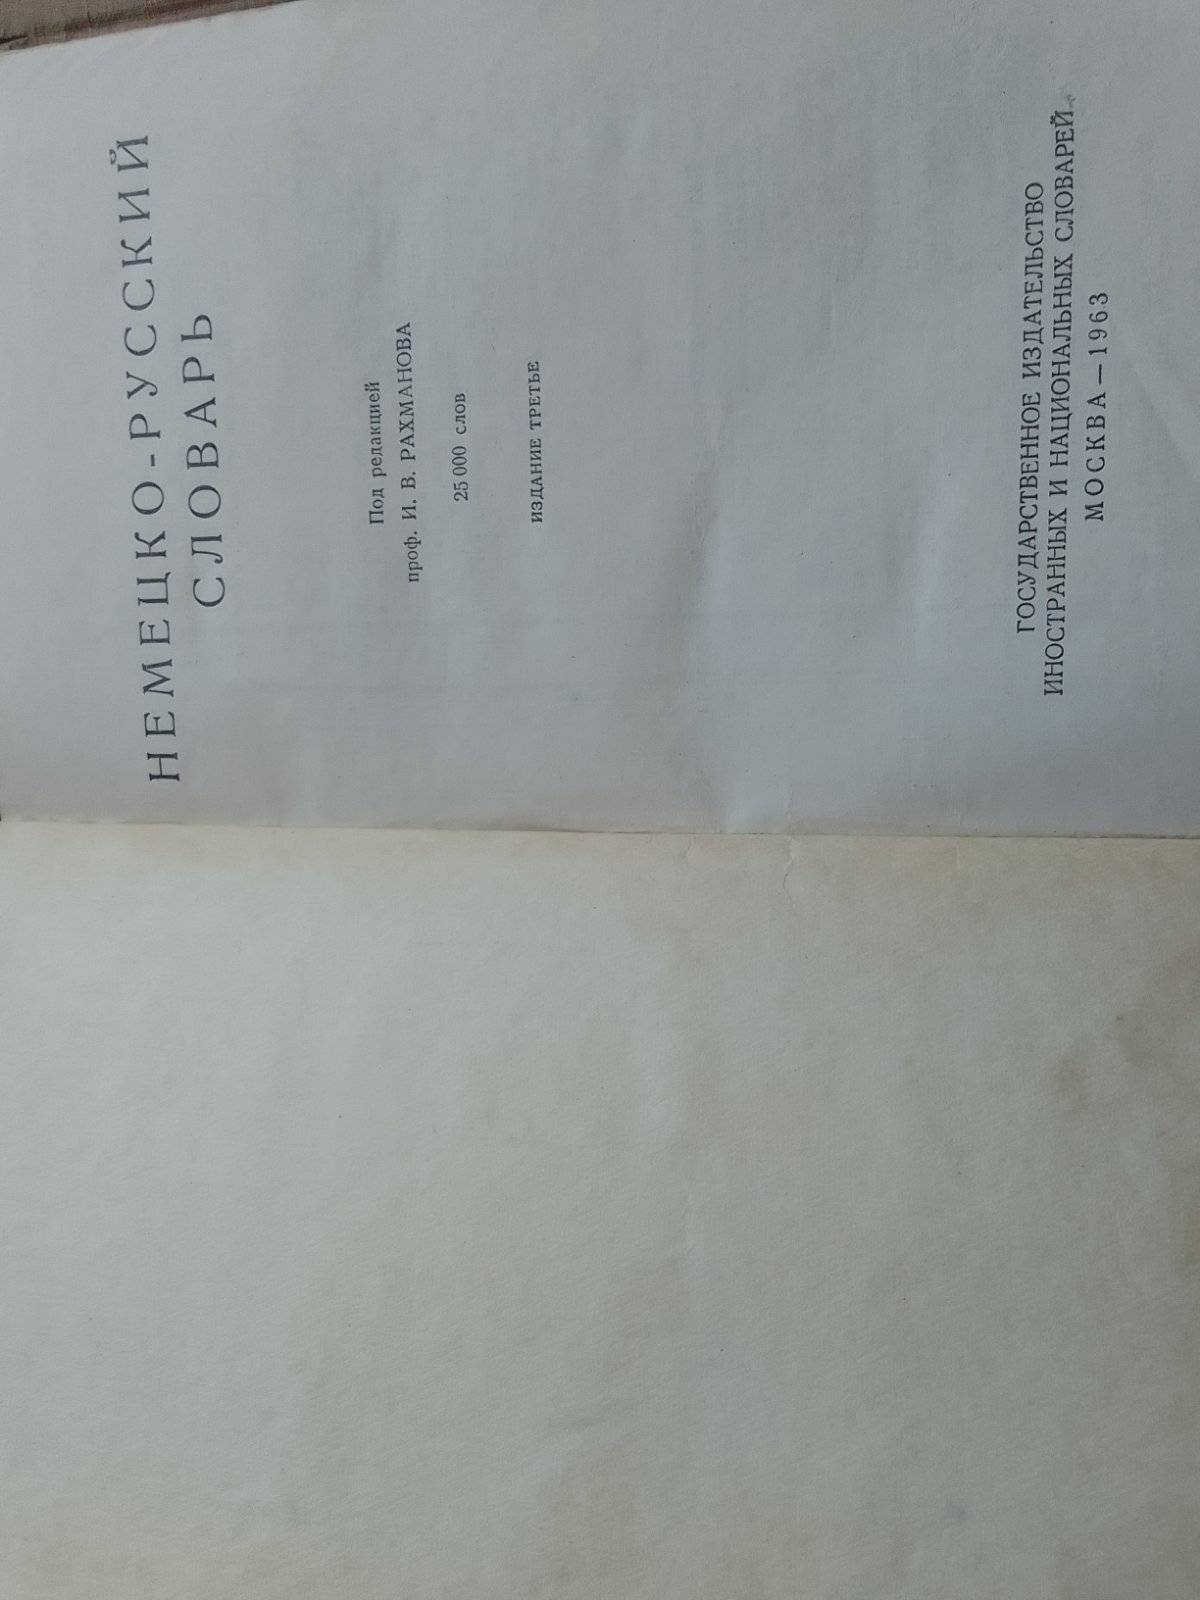 НЕМЕЦКО-РУССКИЙ
СЛОВАРЬ
Под редакцией
проф. И. В. РАХМАНОВА
25 000 слов
ИЗДАНИЕ ТРЕТЬЕ
ГОСУДАРСТВЕННОЕ ИЗДАТЕЛЬСТВО
ИНОСТРАННЫХ И НАЦИОНАЛЬНЫХ СЛОВАРЕЙ
МОСКВА — 1963